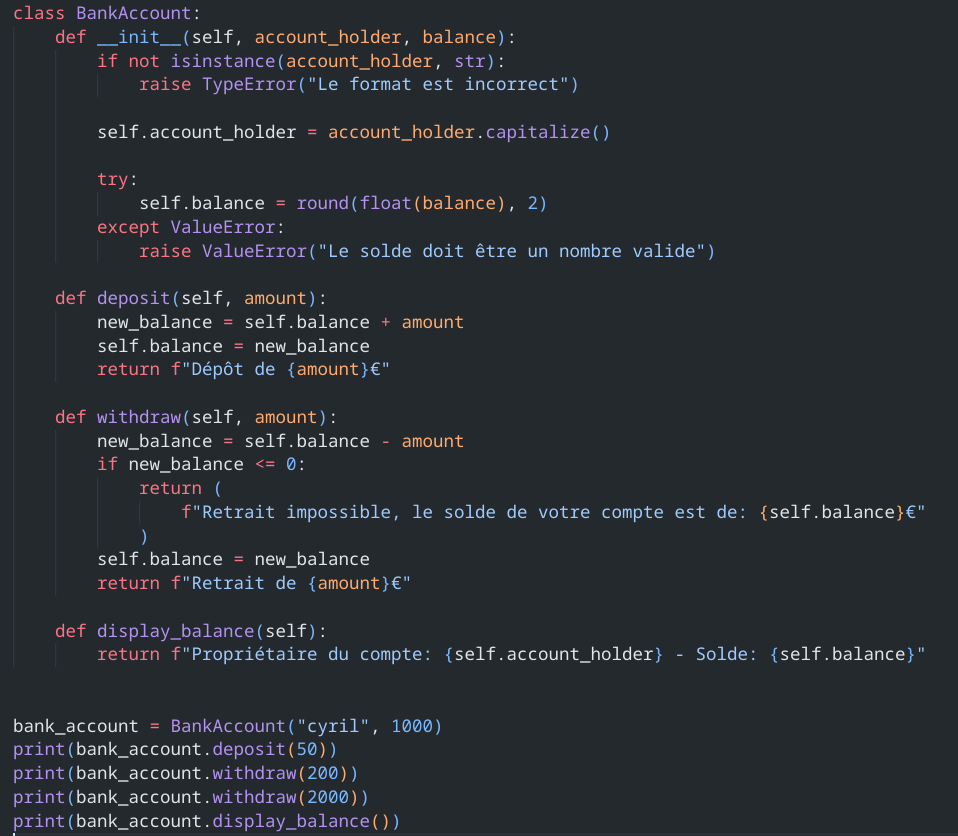 class BankAccount:
    def __init__(self, account_holder, balance):
        if not isinstance(account_holder, str):
            raise TypeError("Le format est incorrect")

        self.account_holder = account_holder.capitalize()

        try:
            self.balance = round(float(balance), 2)
        except ValueError:
            raise ValueError("Le solde doit être un nombre valide")

    def deposit(self, amount):
        new_balance = self.balance + amount
        self.balance = new_balance
        return f"Dépôt de {amount}€"

    def withdraw(self, amount):
        new_balance = self.balance - amount
        if new_balance <= 0:
            return (
                f"Retrait impossible, le solde de votre compte est de: {self.balance}€"
            )
        self.balance = new_balance
        return f"Retrait de {amount}€"

    def display_balance(self):
        return f"Propriétaire du compte: {self.account_holder} - Solde: {self.balance}"


bank_account = BankAccount("cyril", 1000)
print(bank_account.deposit(50))
print(bank_account.withdraw(200))
print(bank_account.withdraw(2000))
print(bank_account.display_balance())